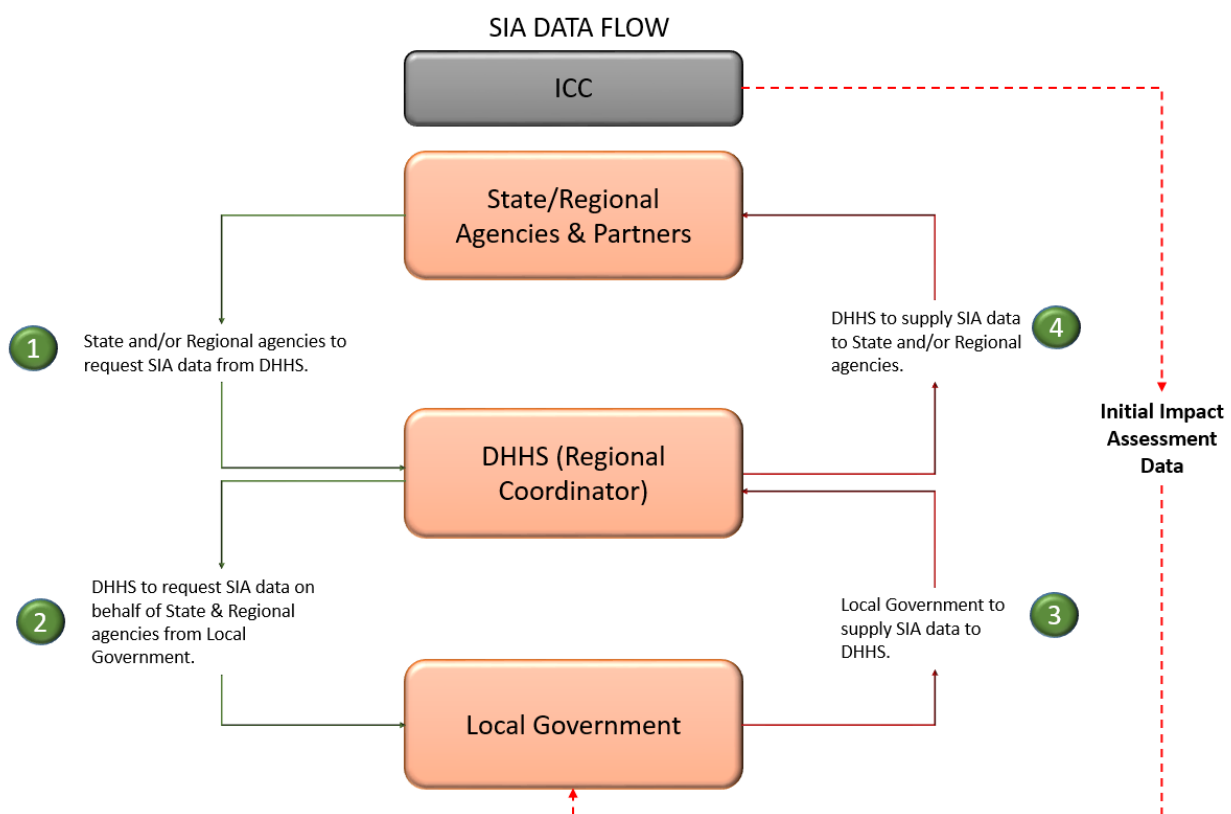 SIA DATA FLOW
ICC
State/Regional
Agencies & Partners
1
State and/or Regional agencies to
request SIA data from DHHS.
DHHS to supply SIA data
to State and/or Regional
agencies.
4
Initial Impact
Assessment
Data
DHHS (Regional
Coordinator)
2
DHHS to request SIA data on
behalf of State & Regional
agencies from Local
Government.
Local Government to
supply SIA data to
DHHS.
3
Local Government